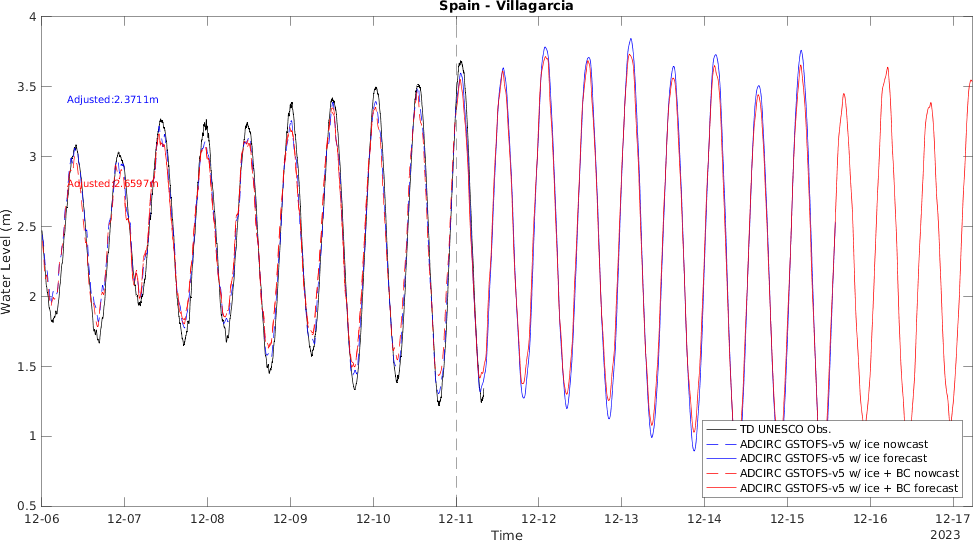 Spain - Villagarcia
4
3.5
3
2.5
2
1.5
1
0.5
Water Level (m)
Adjusted:2.3711m
Adjusted:2.6597m
TD UNESCO Obs.
ADCIRC GSTOFS-v5 w/ ice nowcast
ADCIRC GSTOFS-v5 w/ ice forecast
ADCIRC GSTOFS-v5 w/ ice + BC nowcast
ADCIRC GSTOFS-v5 w/ ice + BC forecast
12-06 12-07 12-08 12-09 12-10 12-11 12-12 12-13 12-14 12-15 12-16 12-17
Time
2023